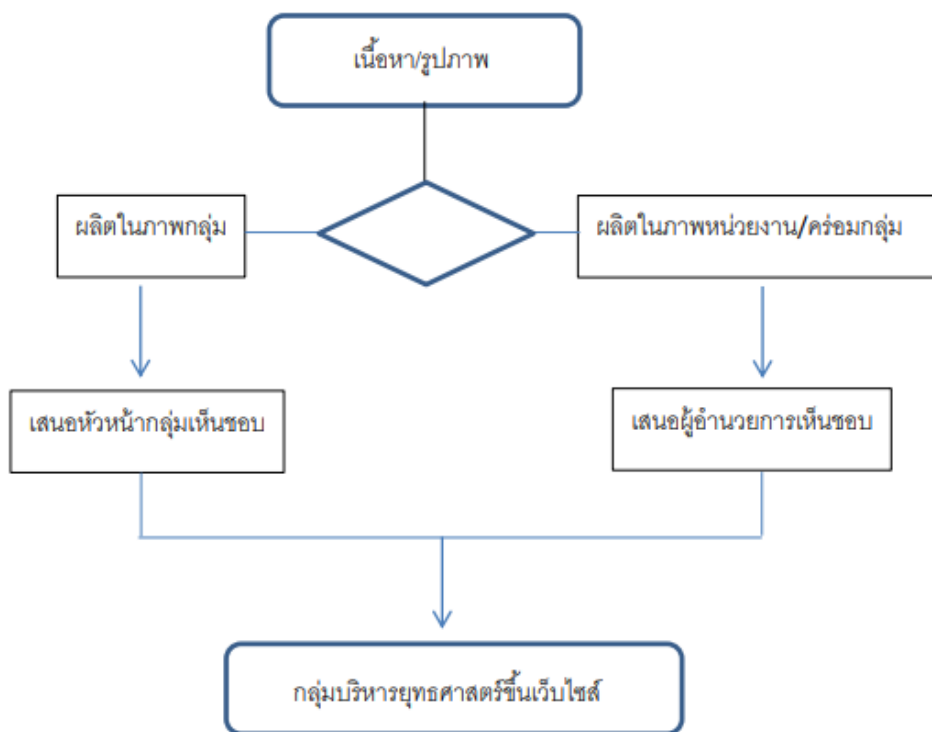 เนื้อหา/รูปภาพ
ผลิตในภาพกลุ่ม
ผลิตในภาพหน่วยงาน/คร่อมกลุ่ม
เสนอหัวหน้ากลุ่มเห็นชอบ
เสนอผู้อำนวยการเห็นชอบ
กลุ่มบริหารยุทธศาสตร์ขึ้นเว็บไซส์